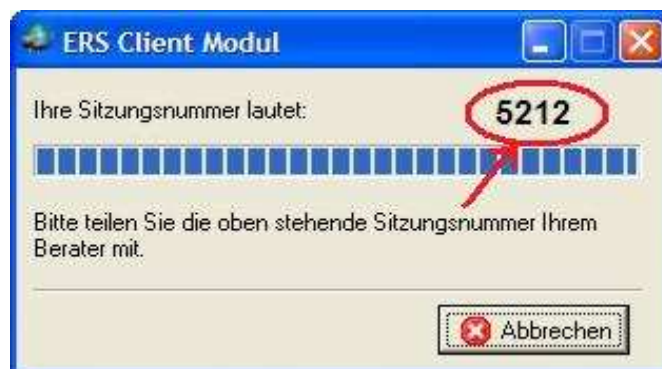 ERS Client Modul
Ihre Sitzungsnummer lautet: 5212
Bitte teilen Sie die oben stehende Sitzungsnummer Ihrem
Berater mit.
Abbrechen